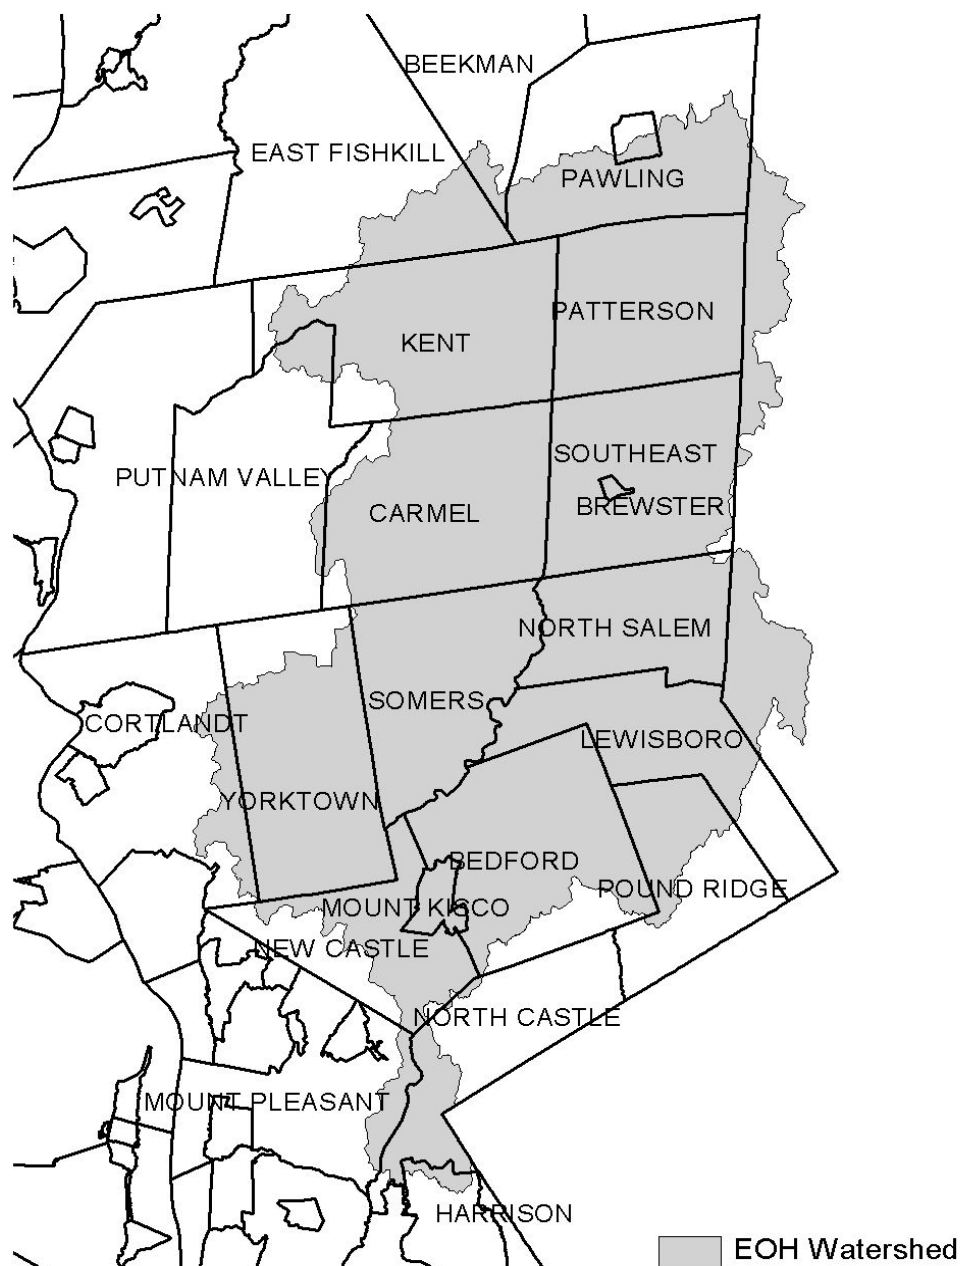 BEEKMAN
EAST FISHKILL
PAWLING
PATTERSON
KENT
SOUTHEAST
PUTNAM VALLEY
BREWSTER
CARMEL
NORTH SALEM
SOMERS
CORTLANDT
LEWISBORO
YORKTOWN
BEDFORD
POUND RIDGE
MOUNT KISCO
NEW CASTLE
NORTH CASTLE
MOUNT PLEASANT
HARRISON
EOH Watershed